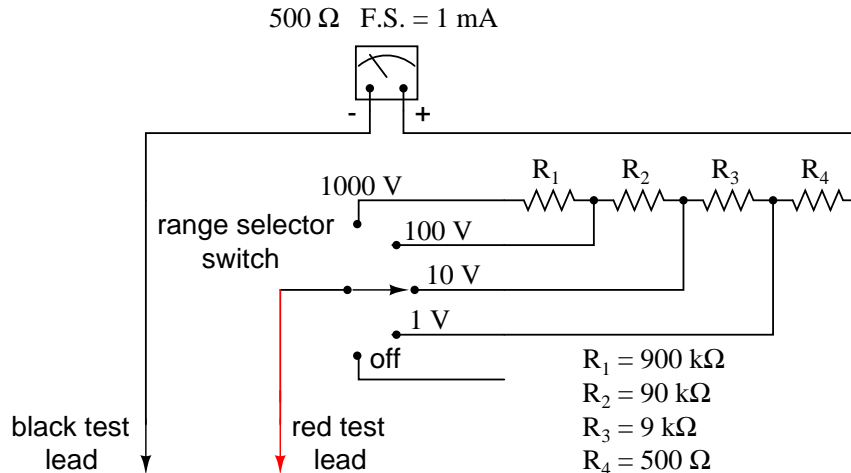 500 Ω F.S. = 1 mA
- +
R₁ R₂ R₃ R₄
1000 V
range selector
switch
100 V
10 V
1 V
off
R₁ = 900 kΩ
R₂ = 90 kΩ
R₃ = 9 kΩ
R₄ = 500 Ω
black test
lead
red test
lead